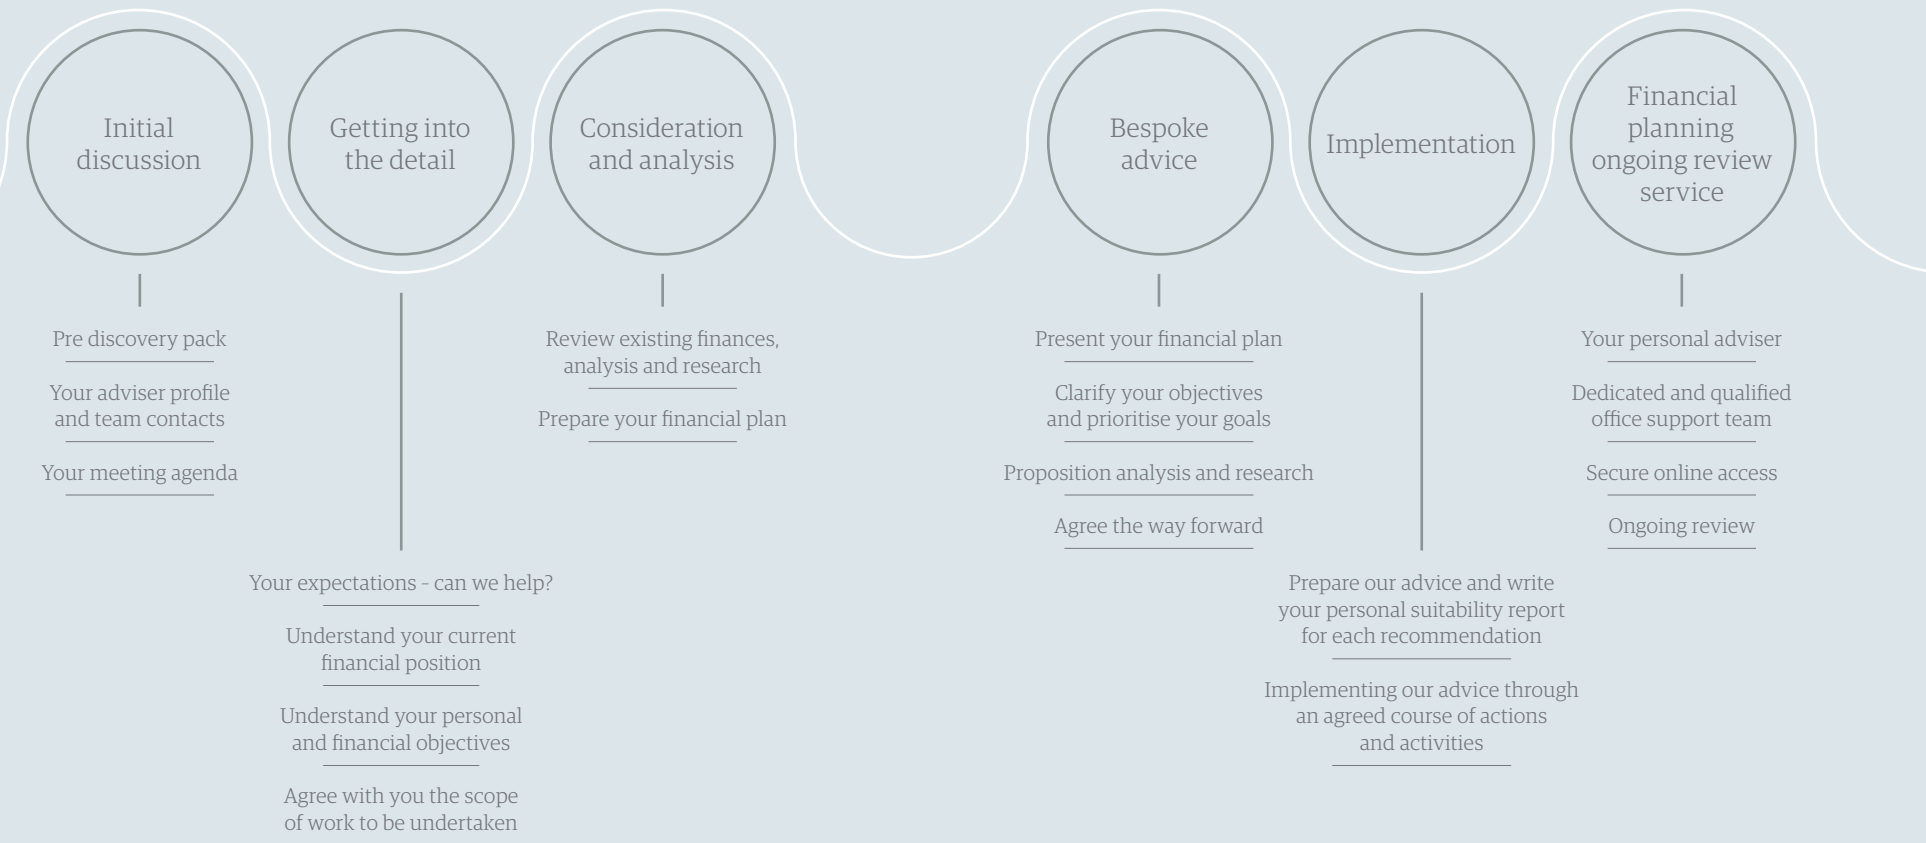 Initial
discussion
Getting into
the detail
Consideration
and analysis
Bespoke
advice
Implementation
Financial
planning
ongoing review
service
Pre discovery pack
Your adviser profile
and team contacts
Your meeting agenda
Your expectations – can we help?
Understand your current
financial position
Understand your personal
and financial objectives
Agree with you the scope
of work to be undertaken
Review existing finances,
analysis and research
Prepare your financial plan
Present your financial plan
Clarify your objectives
and prioritise your goals
Proposition analysis and research
Agree the way forward
Prepare our advice and write
your personal suitability report
for each recommendation
Implementing our advice through
an agreed course of actions
and activities
Your personal adviser
Dedicated and qualified
office support team
Secure online access
Ongoing review